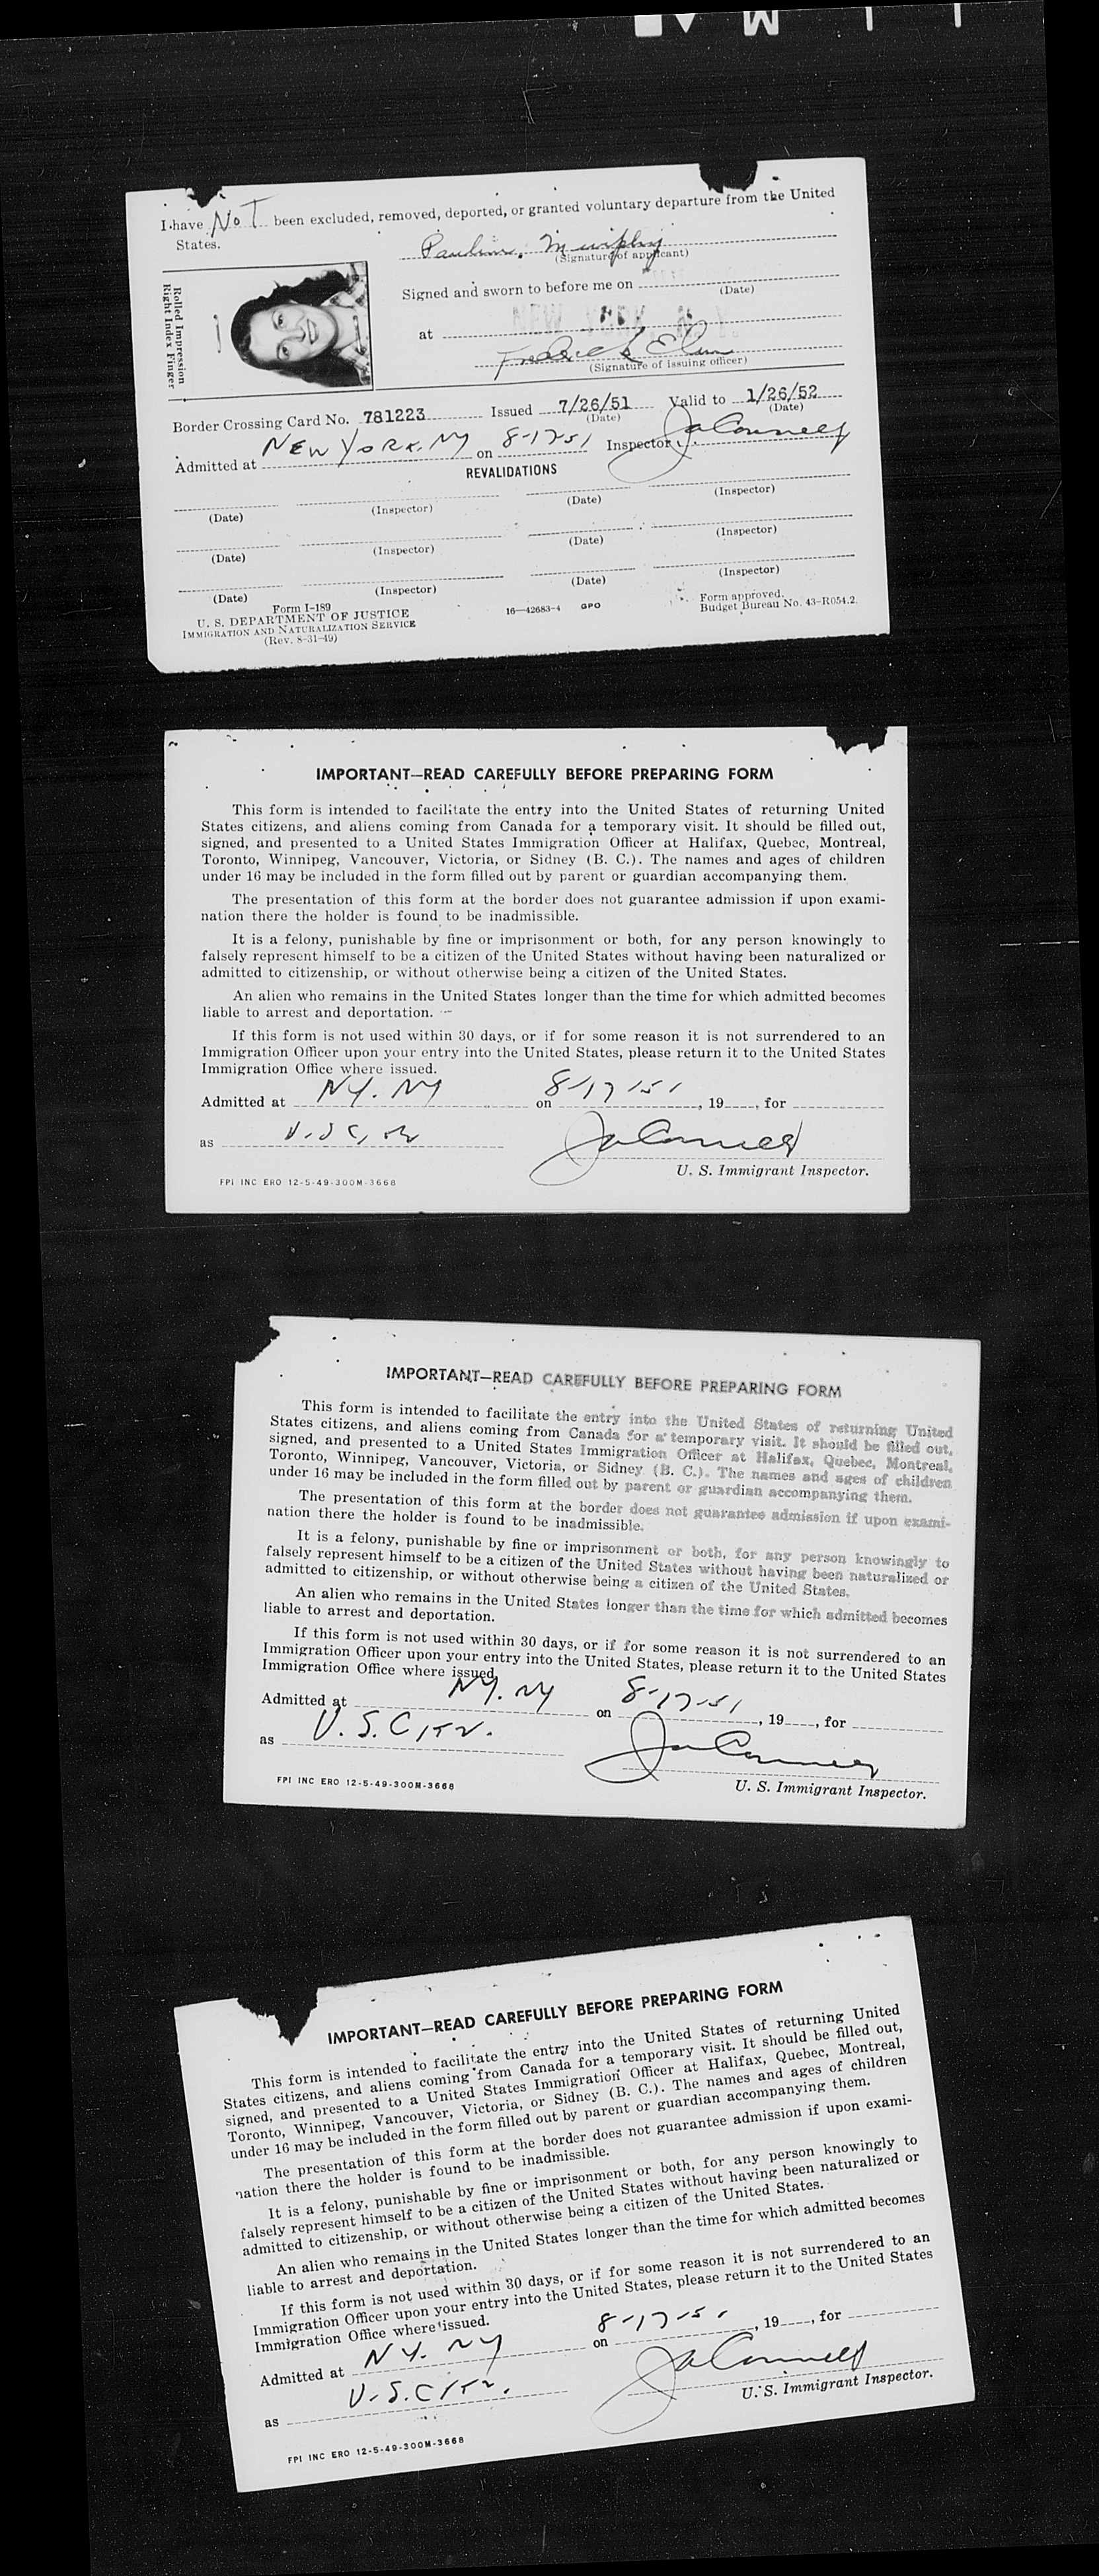 I have NOT been excluded, removed, deported, or granted voluntary departure from the United
States.
Pauline Murphy
(Signature of applicant)
Rolled Impression
Right Index Finger
Signed and sworn to before me on
(Date)
at NEW YORK, N. Y.
Frederick
(Signature of issuing officer)
Border Crossing Card No. 781223 Issued 7/26/51 Valid to 1/26/52
(Date) (Date)
Admitted at NEW YORK, NY on 8-17-51 Inspector
REVALIDATIONS
(Date) (Inspector) (Date) (Inspector)
(Date) (Inspector) (Date) (Inspector)
(Date) (Inspector) (Date) (Inspector)
Form I-189
U. S. DEPARTMENT OF JUSTICE
IMMIGRATION AND NATURALIZATION SERVICE
(Rev. 8-31-49)
16—42683-4 GPO
Form approved.
Budget Bureau No. 43-R054.2.
IMPORTANT—READ CAREFULLY BEFORE PREPARING FORM
This form is intended to facilitate the entry into the United States of returning United
States citizens, and aliens coming from Canada for a temporary visit. It should be filled out,
signed, and presented to a United States Immigration Officer at Halifax, Quebec, Montreal,
Toronto, Winnipeg, Vancouver, Victoria, or Sidney (B. C.). The names and ages of children
under 16 may be included in the form filled out by parent or guardian accompanying them.
The presentation of this form at the border does not guarantee admission if upon exami-
nation there the holder is found to be inadmissible.
It is a felony, punishable by fine or imprisonment or both, for any person knowingly to
falsely represent himself to be a citizen of the United States without having been naturalized or
admitted to citizenship, or without otherwise being a citizen of the United States.
An alien who remains in the United States longer than the time for which admitted becomes
liable to arrest and deportation.
If this form is not used within 30 days, or if for some reason it is not surrendered to an
Immigration Officer upon your entry into the United States, please return it to the United States
Immigration Office where issued.
Admitted at NY. NY on 8-17-51, 19____, for
as
U. S. Immigrant Inspector.
FPI INC ERO 12-5-49-300M-3668
IMPORTANT—READ CAREFULLY BEFORE PREPARING FORM
This form is intended to facilitate the entry into the United States of returning United
States citizens, and aliens coming from Canada for a temporary visit. It should be filled out,
signed, and presented to a United States Immigration Officer at Halifax, Quebec, Montreal,
Toronto, Winnipeg, Vancouver, Victoria, or Sidney (B. C.). The names and ages of children
under 16 may be included in the form filled out by parent or guardian accompanying them.
The presentation of this form at the border does not guarantee admission if upon exami-
nation there the holder is found to be inadmissible.
It is a felony, punishable by fine or imprisonment or both, for any person knowingly to
falsely represent himself to be a citizen of the United States without having been naturalized or
admitted to citizenship, or without otherwise being a citizen of the United States.
An alien who remains in the United States longer than the time for which admitted becomes
liable to arrest and deportation.
If this form is not used within 30 days, or if for some reason it is not surrendered to an
Immigration Officer upon your entry into the United States, please return it to the United States
Immigration Office where issued.
Admitted at NY. NY on 8-17-51, 19____, for
as U. S. CITZ.
U. S. Immigrant Inspector.
FPI INC ERO 12-5-49-300M-3668
IMPORTANT—READ CAREFULLY BEFORE PREPARING FORM
This form is intended to facilitate the entry into the United States of returning United
States citizens, and aliens coming from Canada for a temporary visit. It should be filled out,
signed, and presented to a United States Immigration Officer at Halifax, Quebec, Montreal,
Toronto, Winnipeg, Vancouver, Victoria, or Sidney (B. C.). The names and ages of children
under 16 may be included in the form filled out by parent or guardian accompanying them.
The presentation of this form at the border does not guarantee admission if upon exami-
nation there the holder is found to be inadmissible.
It is a felony, punishable by fine or imprisonment or both, for any person knowingly to
falsely represent himself to be a citizen of the United States without having been naturalized or
admitted to citizenship, or without otherwise being a citizen of the United States.
An alien who remains in the United States longer than the time for which admitted becomes
liable to arrest and deportation.
If this form is not used within 30 days, or if for some reason it is not surrendered to an
Immigration Officer upon your entry into the United States, please return it to the United States
Immigration Office where issued.
Admitted at NY. NY on 8-17-51, 19____, for
as U. S. CITZ.
U. S. Immigrant Inspector.
FPI INC ERO 12-5-49-300M-3668